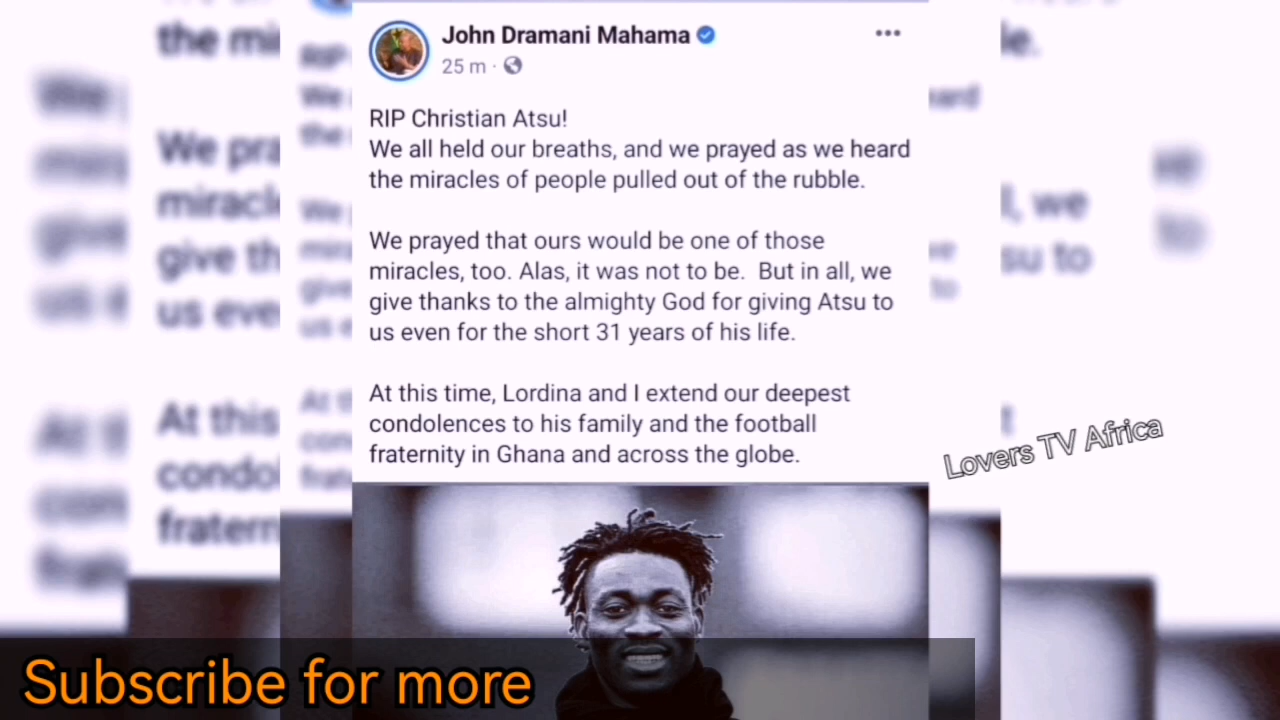 John Dramani Mahama
25 m ·
RIP Christian Atsu!
We all held our breaths, and we prayed as we heard
the miracles of people pulled out of the rubble.
We prayed that ours would be one of those
miracles, too. Alas, it was not to be. But in all, we
give thanks to the almighty God for giving Atsu to
us even for the short 31 years of his life.
At this time, Lordina and I extend our deepest
condolences to his family and the football
fraternity in Ghana and across the globe.
Lovers TV Africa
Subscribe for more